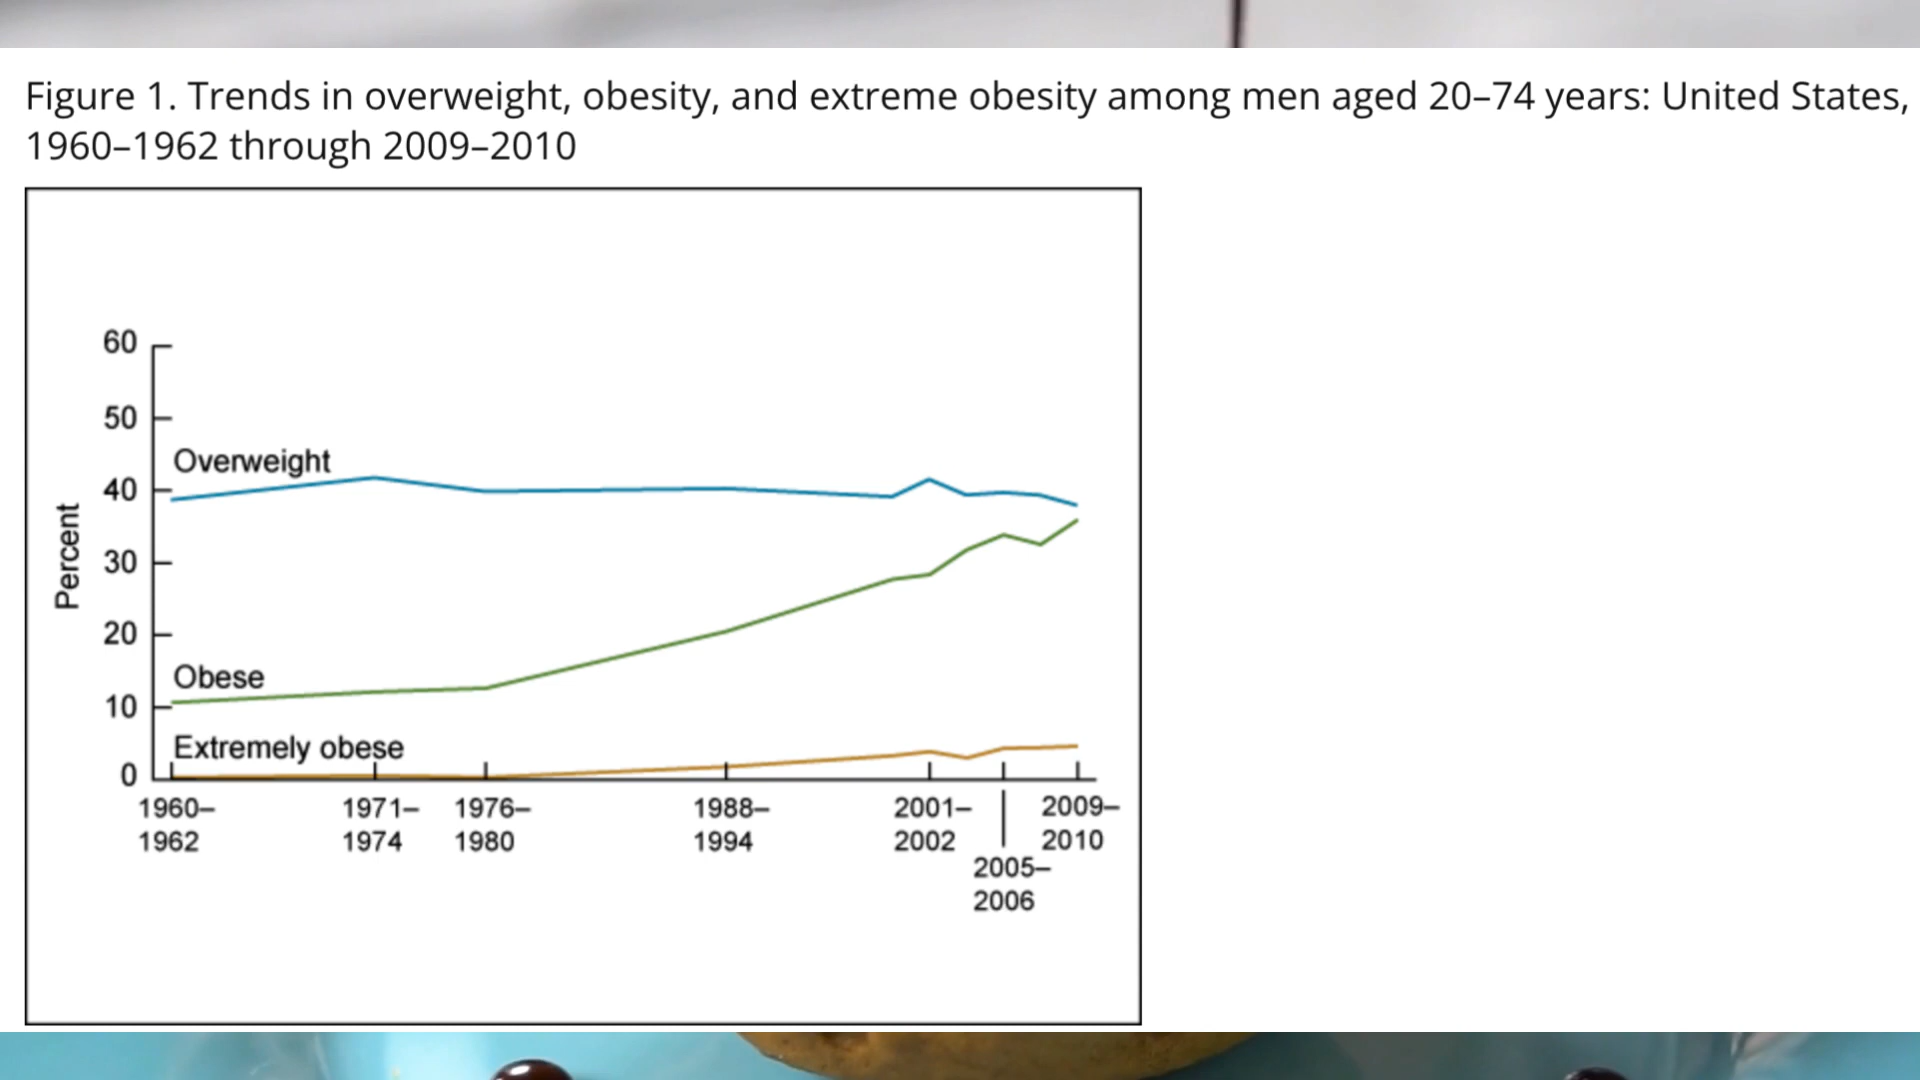 Figure 1. Trends in overweight, obesity, and extreme obesity among men aged 20–74 years: United States,
1960–1962 through 2009–2010
60
50
Overweight
40
Percent
30
20
Obese
10
Extremely obese
0
1960– 1971– 1976– 1988– 2001– 2009–
1962 1974 1980 1994 2002 2010
2005–
2006